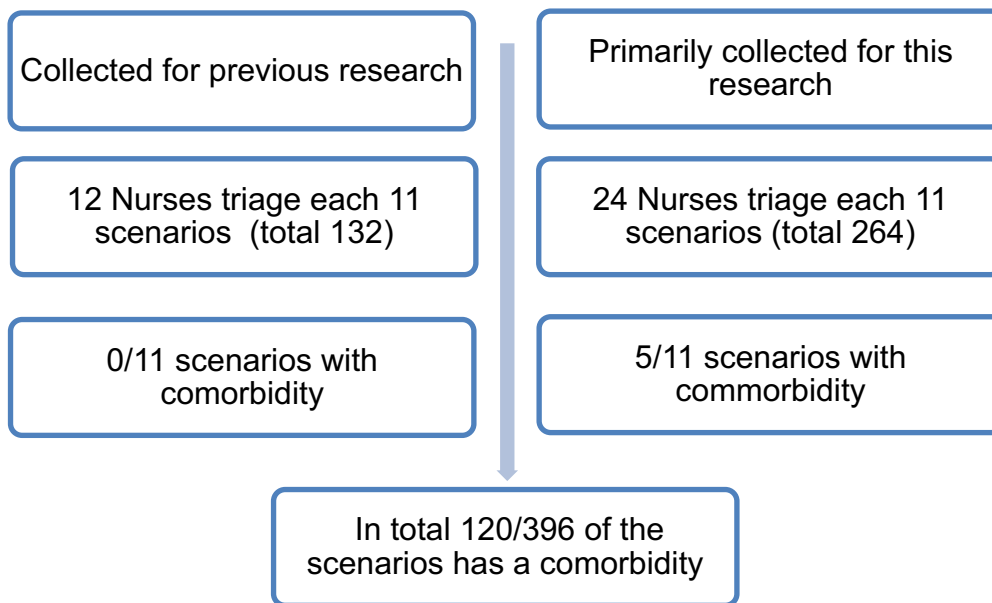 Collected for previous research
Primarily collected for this
research
12 Nurses triage each 11
scenarios (total 132)
24 Nurses triage each 11
scenarios (total 264)
0/11 scenarios with
comorbidity
5/11 scenarios with
commorbidity
In total 120/396 of the
scenarios has a comorbidity